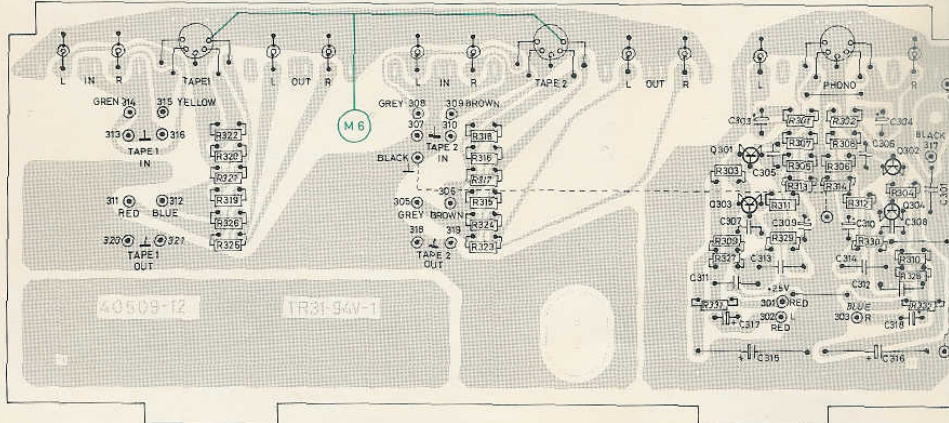 L IN R TAPE1 L OUT R L IN R TAPE 2 L OUT R L PHONO R
GREN 314 315 YELLOW
313 316
TAPE 1
IN
311 312
RED BLUE
320 321
TAPE 1
OUT
R322
R320
R321
R319
R326
R325
M 6
GREY 308 309 BROWN
307 310
TAPE 2
IN
BLACK
306
305
GREY BROWN
318 319
TAPE 2
OUT
R318
R316
R317
R315
R324
R323
C303 R301 R302 C304
R307 R308 C306 BLACK
317
Q301 Q302
R305 R306
C305
R303 R313 R314 R304 C301
Q303 R311 R312 Q304
C307 C309 C310 C308
R309 R329 R330
R327 C313 C314 R310
R328
C311 C312
+25V
R331 301 RED BLUE R332
C317 302 L 303 R C318
RED
+ C315 + C316
40509-12 TR31-94V-1